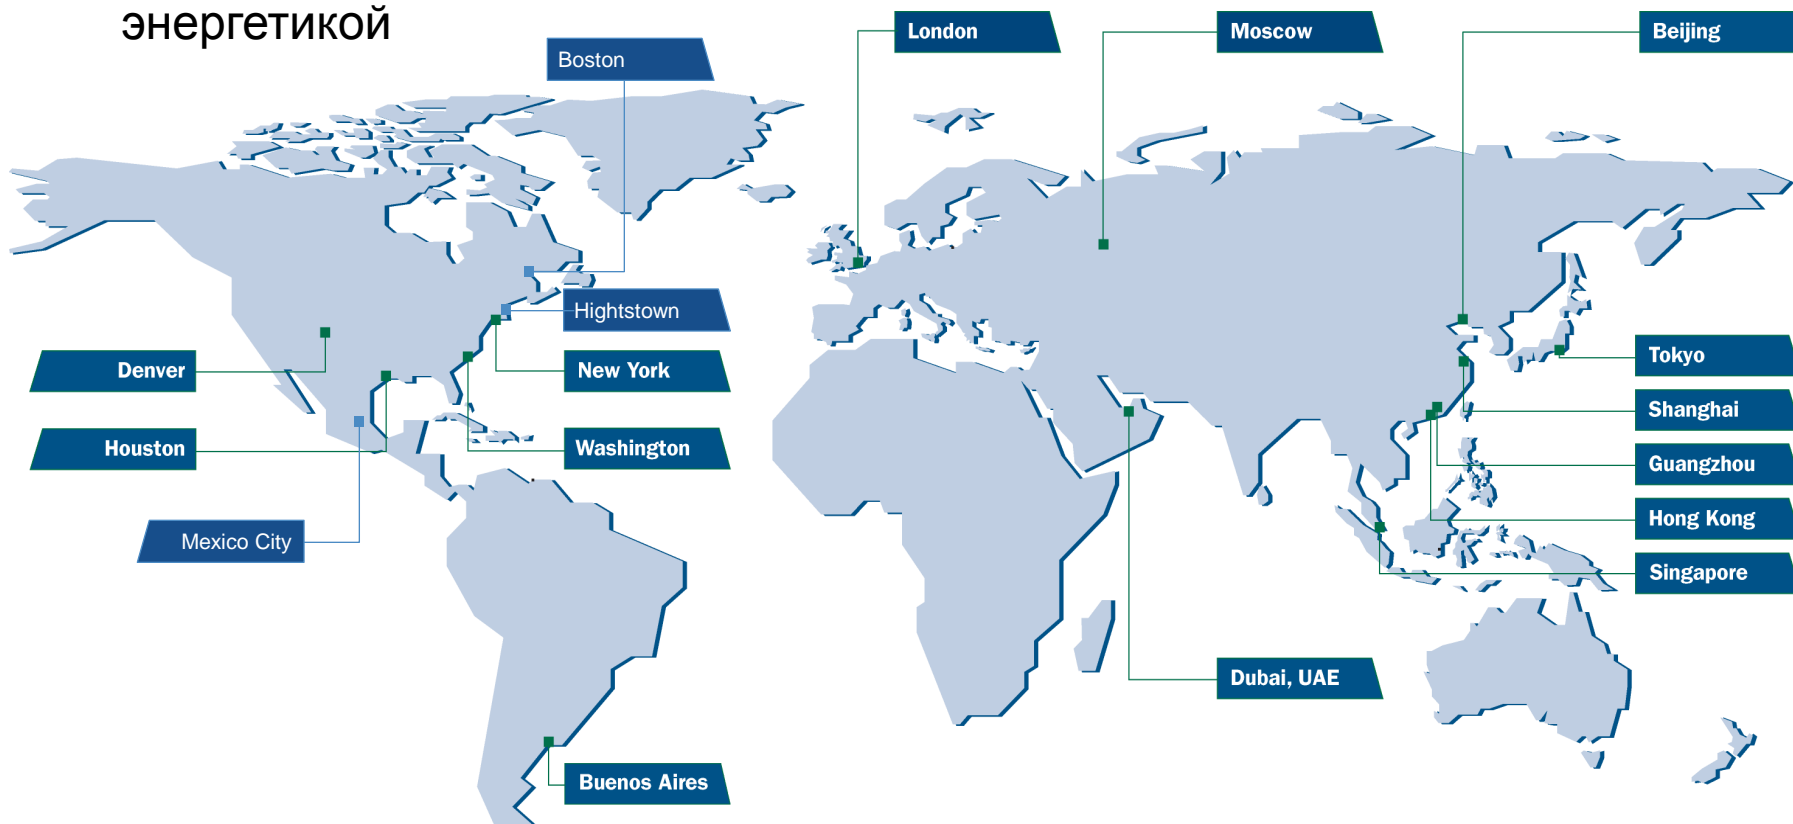 энергетикой
London
Moscow
Beijing
Boston
Hightstown
Denver
New York
Tokyo
Shanghai
Houston
Washington
Guangzhou
Hong Kong
Mexico City
Singapore
Dubai, UAE
Buenos Aires